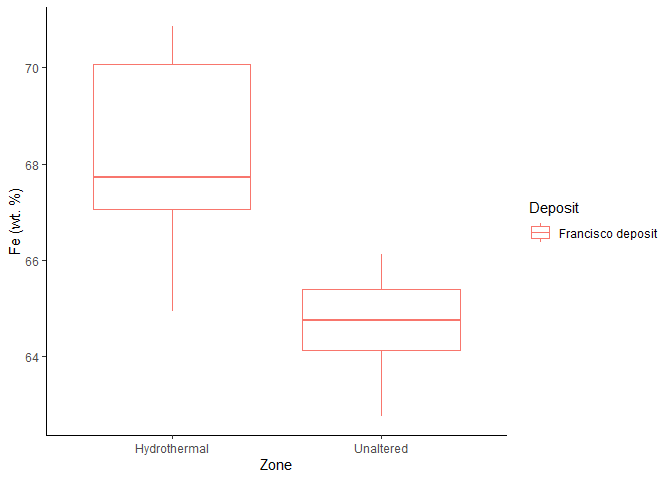 Fe (wt. %)
70
68
66
64
Hydrothermal
Unaltered
Zone
Deposit
Francisco deposit